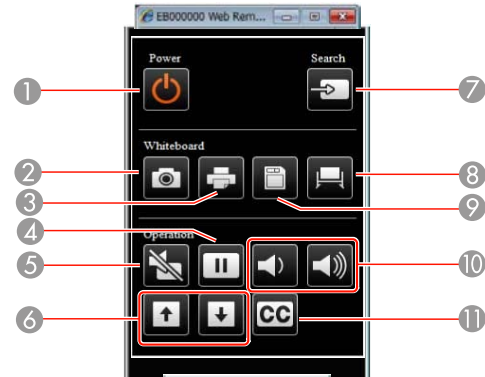 EB000000 Web Rem...
Power
Search
1
7
Whiteboard
2
8
3
9
4
Operation
5
10
6
CC
11